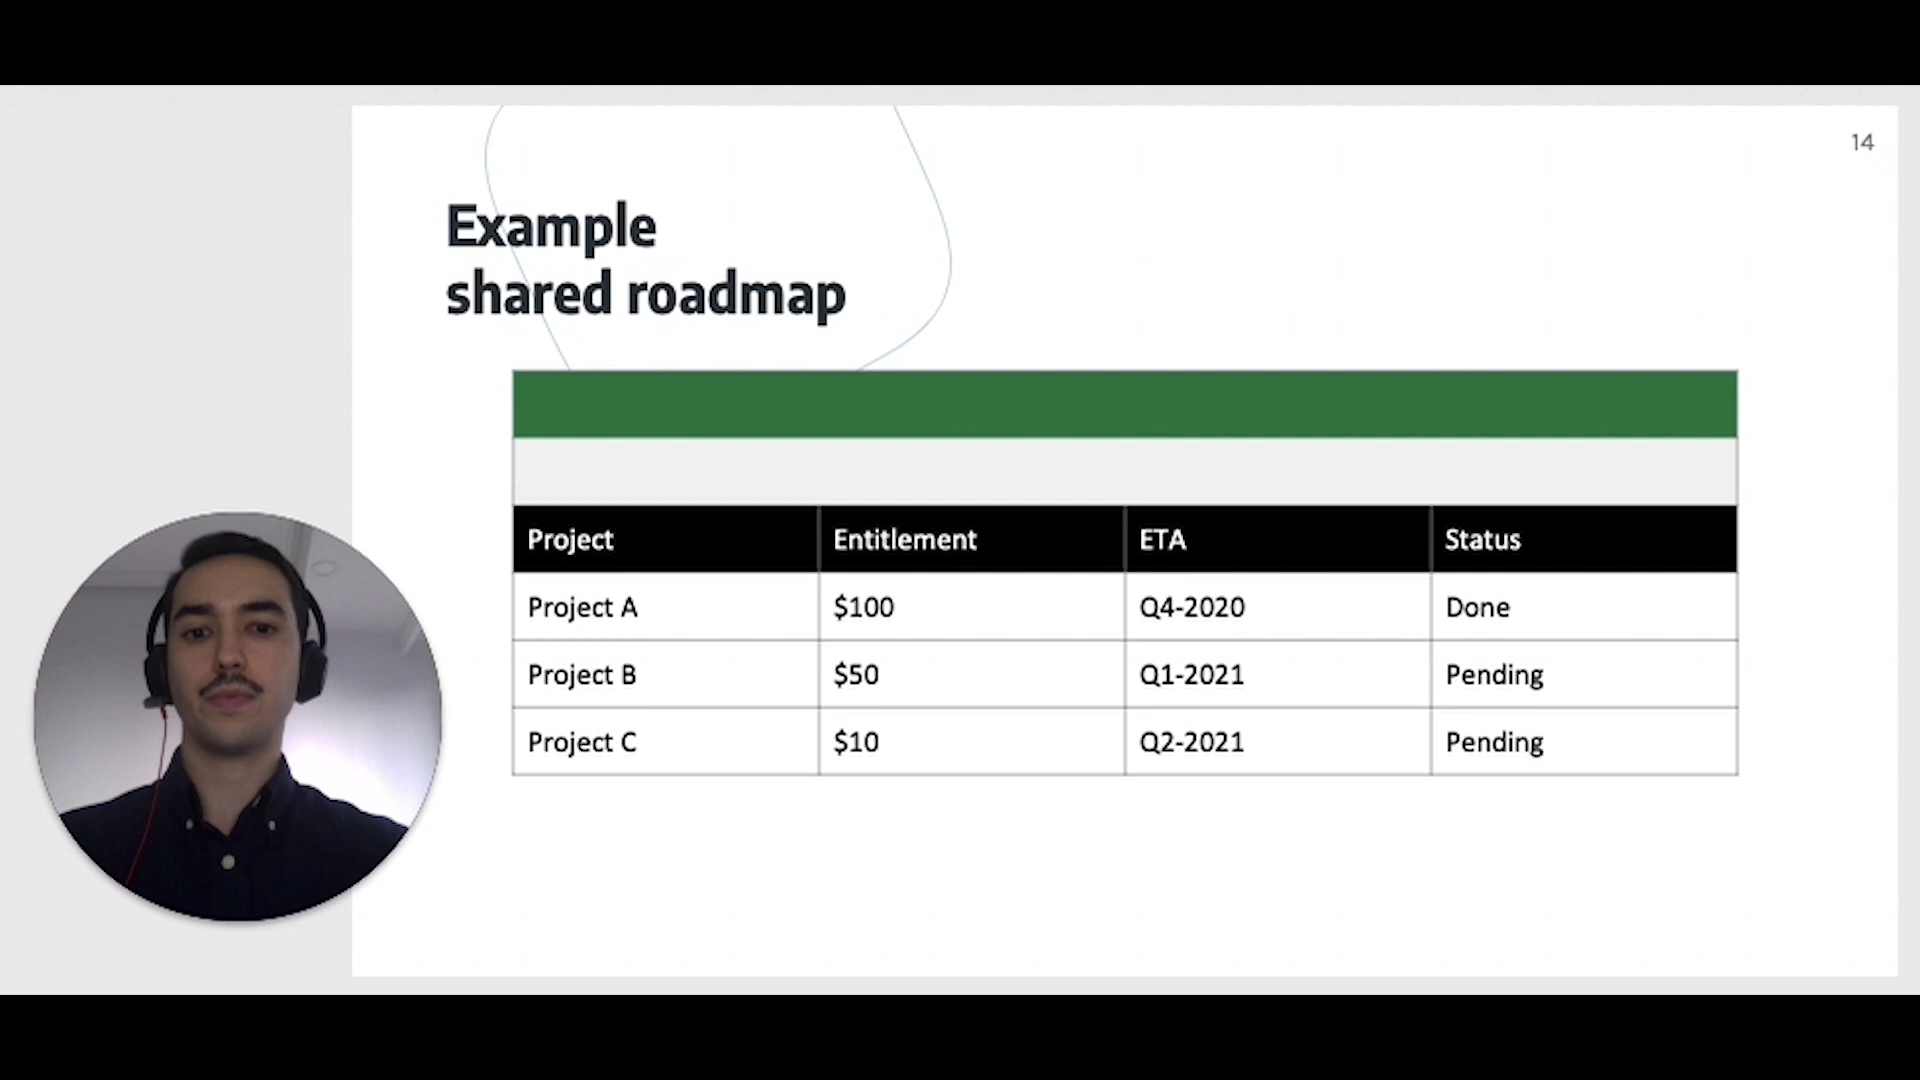 14
Example
shared roadmap
Project Entitlement ETA Status
Project A $100 Q4-2020 Done
Project B $50 Q1-2021 Pending
Project C $10 Q2-2021 Pending